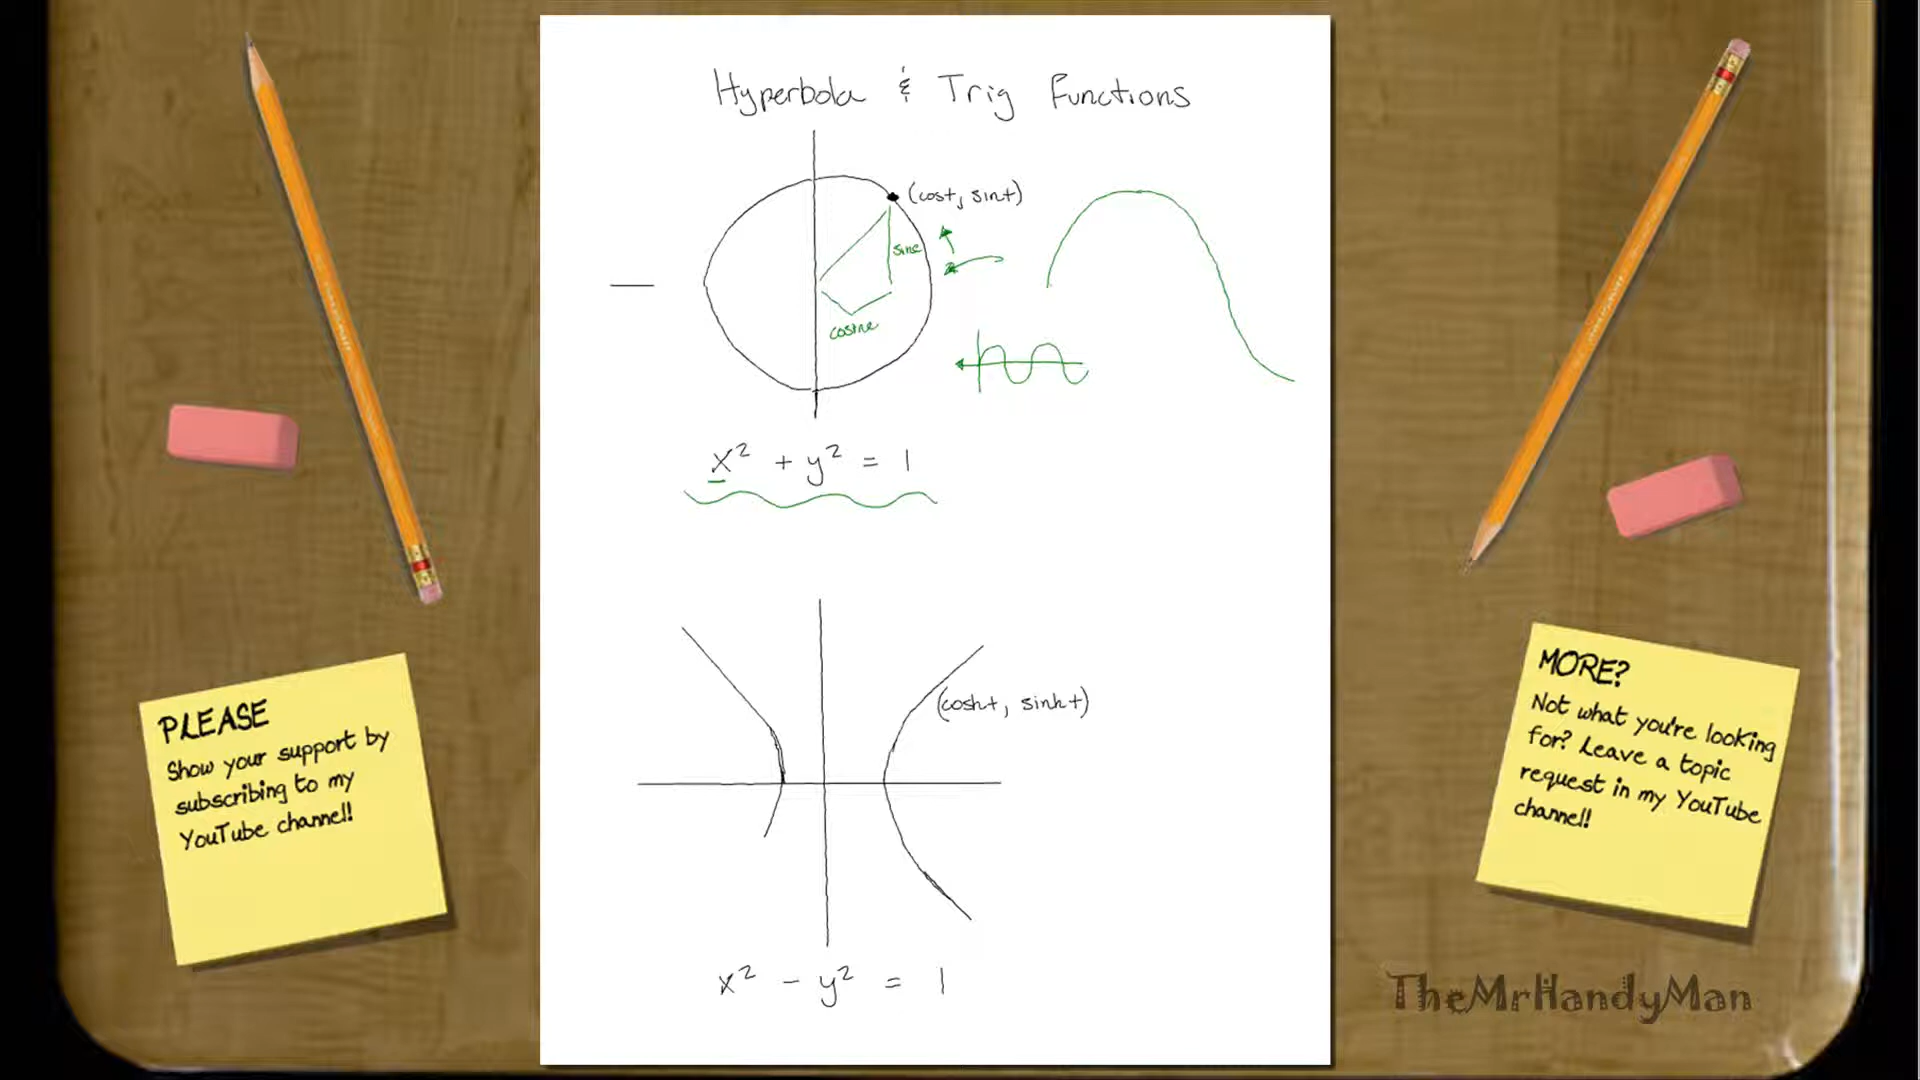 Hyperbola & Trig Functions
(cost, sint)
sine
cosine
x² + y² = 1
(cosht, sinht)
x² - y² = 1
PLEASE
Show your support by
subscribing to my
YouTube channel!
MORE?
Not what you're looking
for? Leave a topic
request in my YouTube
channel!
TheMrHandyMan